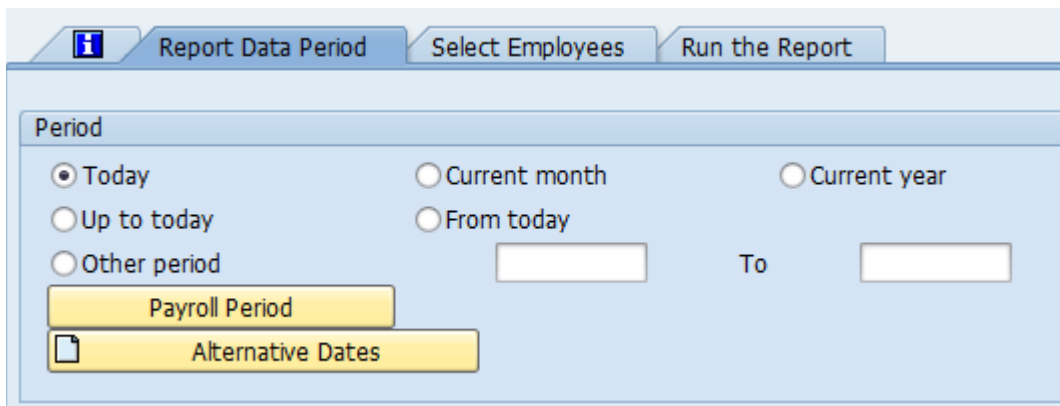 i Report Data Period Select Employees Run the Report
Period
Today Current month Current year
Up to today From today
Other period To
Payroll Period
Alternative Dates